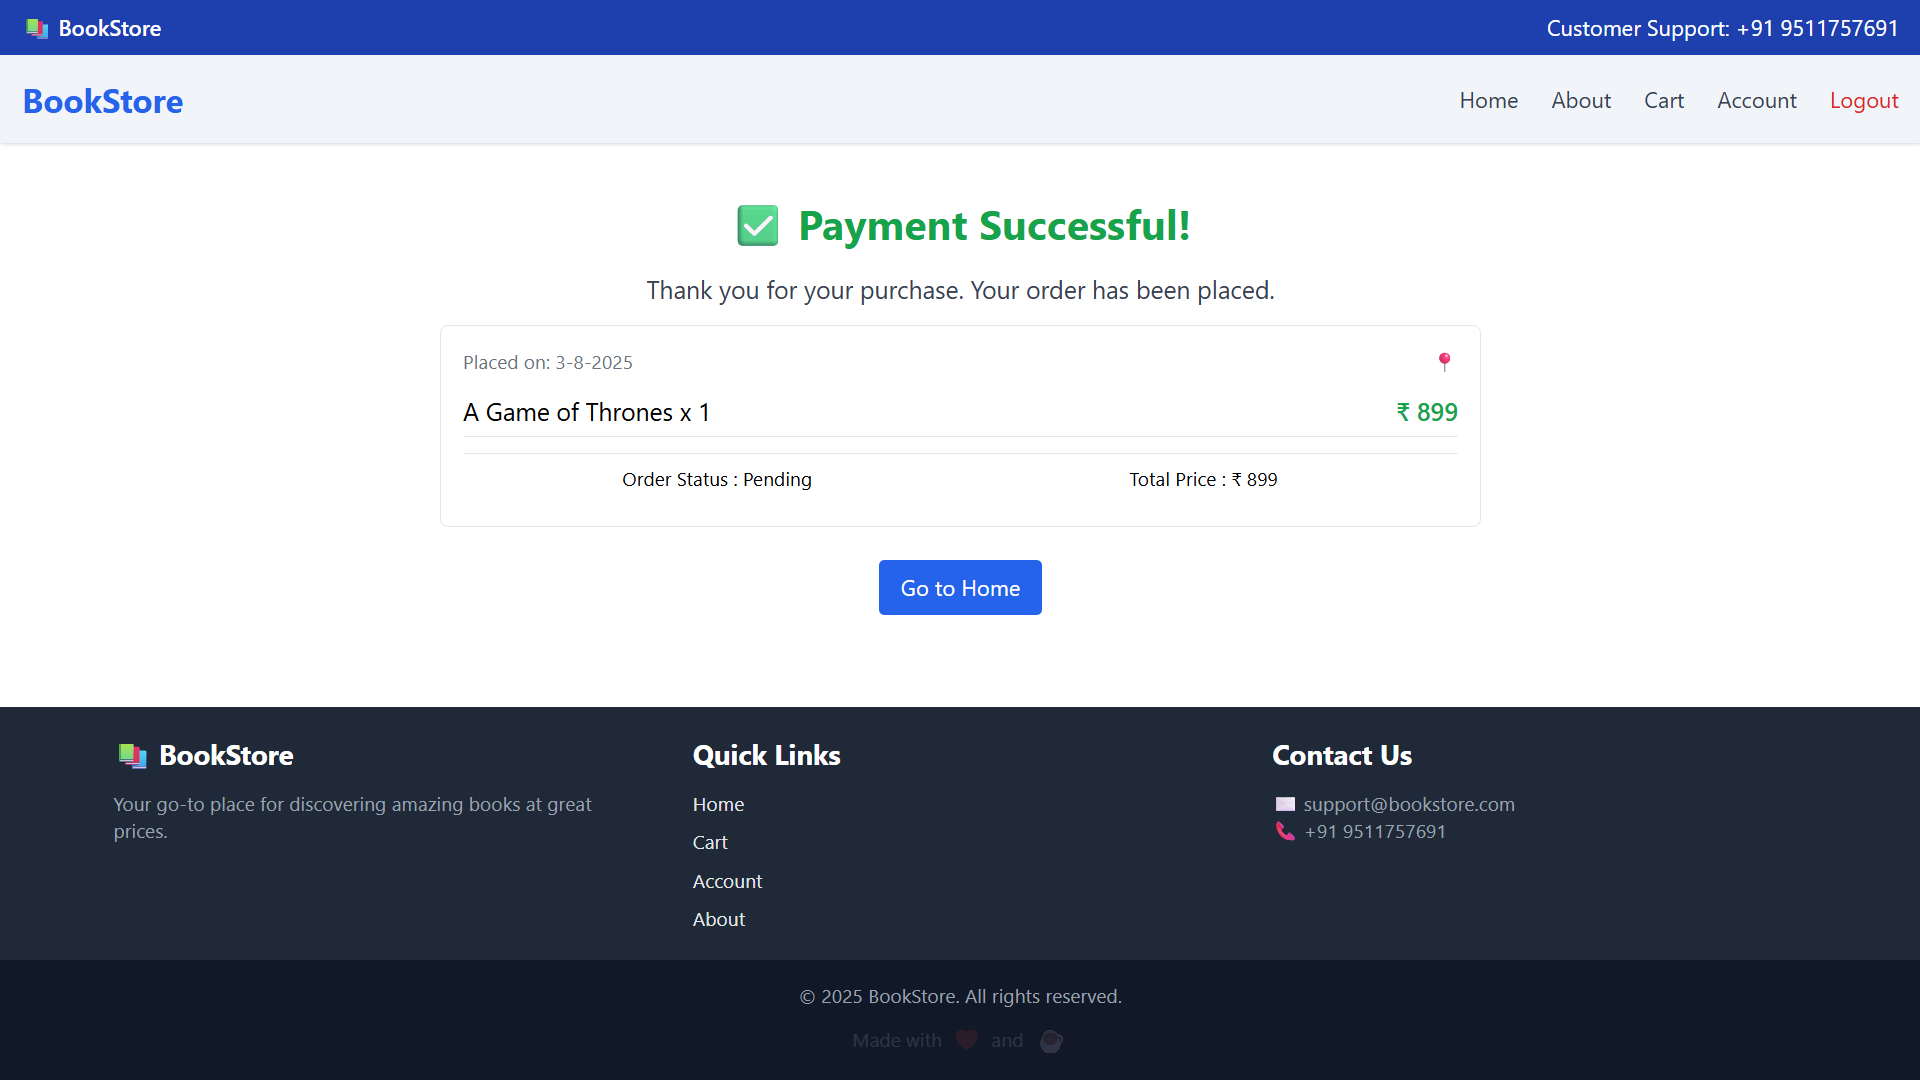 📚 BookStore
Customer Support: +91 9511757691
BookStore
Home About Cart Account Logout
✅ Payment Successful!
Thank you for your purchase. Your order has been placed.
Placed on: 3-8-2025 📍
A Game of Thrones x 1 ₹ 899
Order Status : Pending Total Price : ₹ 899
Go to Home
📚 BookStore
Your go-to place for discovering amazing books at great
prices.
Quick Links
Home
Cart
Account
About
Contact Us
📧 support@bookstore.com
📞 +91 9511757691
© 2025 BookStore. All rights reserved.
Made with ❤️ and ☕